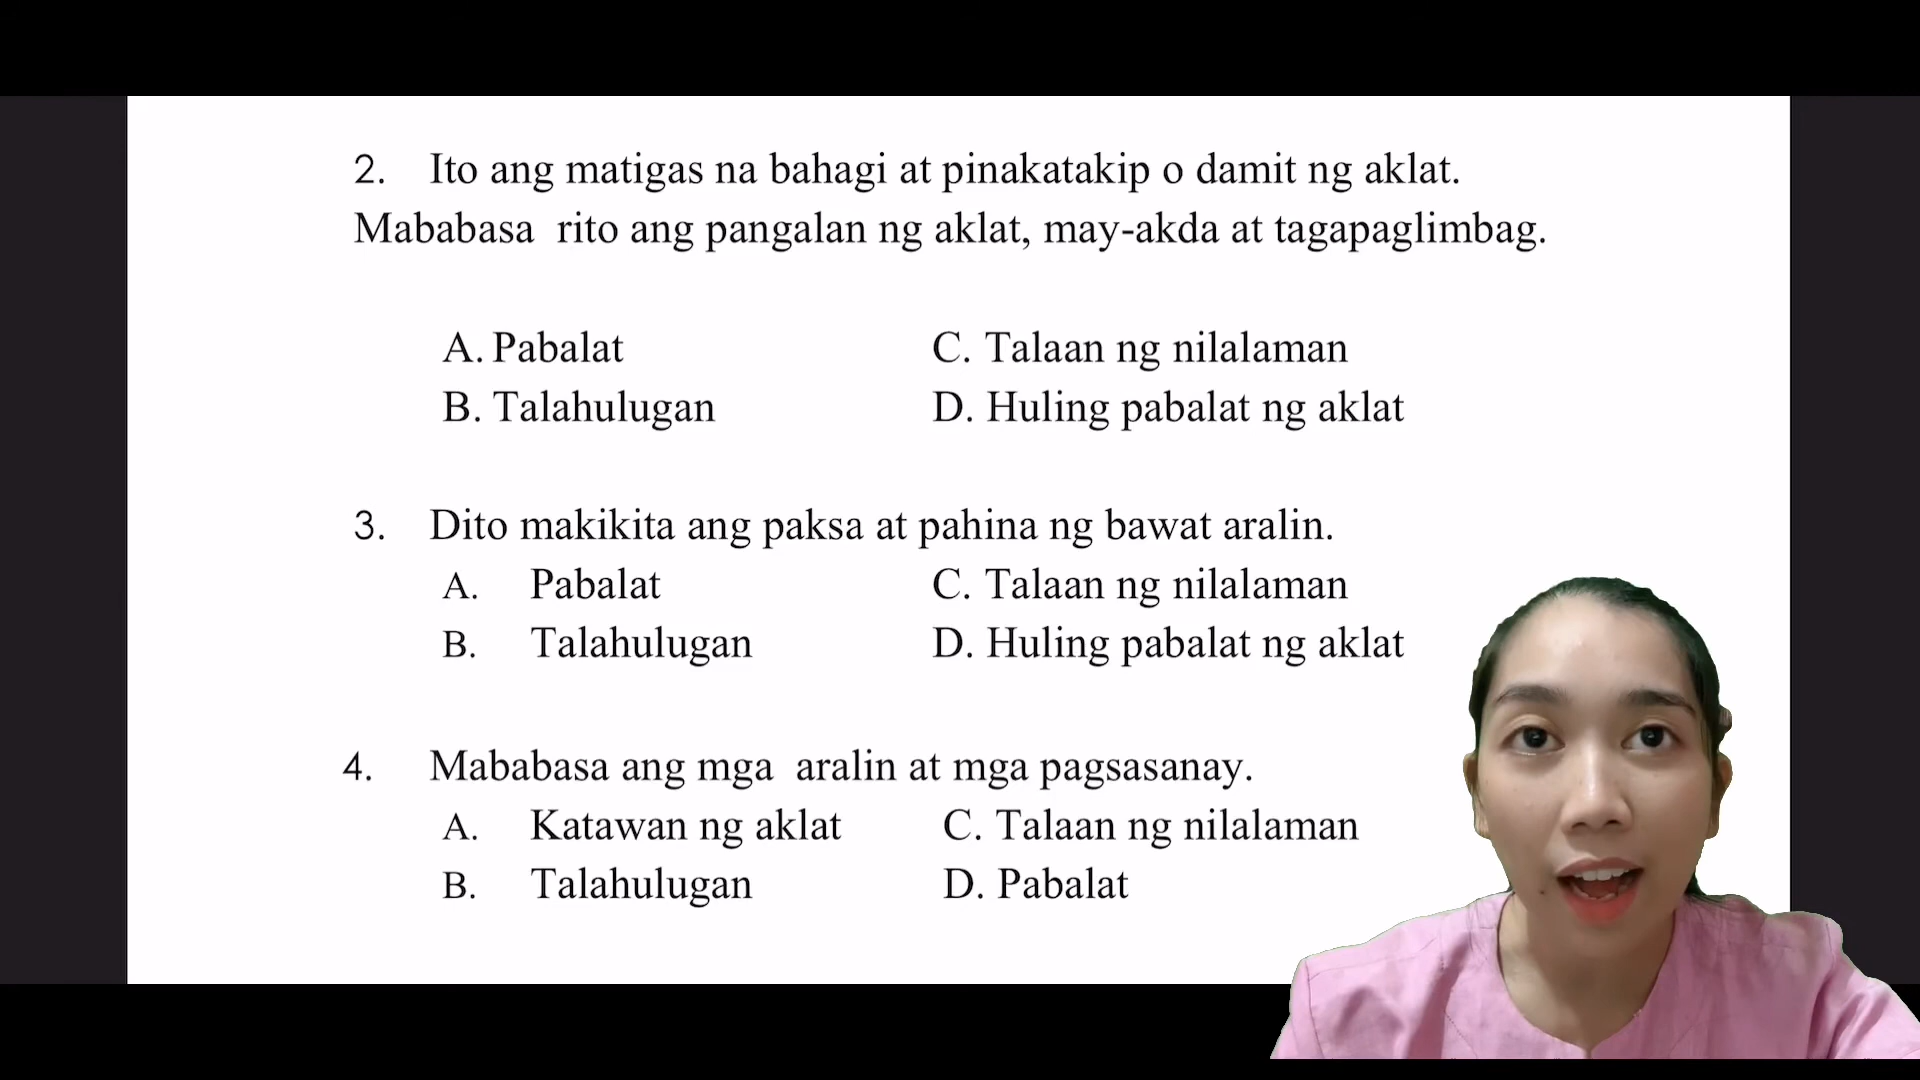 2. Ito ang matigas na bahagi at pinakatakip o damit ng aklat.
Mababasa rito ang pangalan ng aklat, may-akda at tagapaglimbag.
A. Pabalat C. Talaan ng nilalaman
B. Talahulugan D. Huling pabalat ng aklat
3. Dito makikita ang paksa at pahina ng bawat aralin.
A. Pabalat C. Talaan ng nilalaman
B. Talahulugan D. Huling pabalat ng aklat
4. Mababasa ang mga aralin at mga pagsasanay.
A. Katawan ng aklat C. Talaan ng nilalaman
B. Talahulugan D. Pabalat